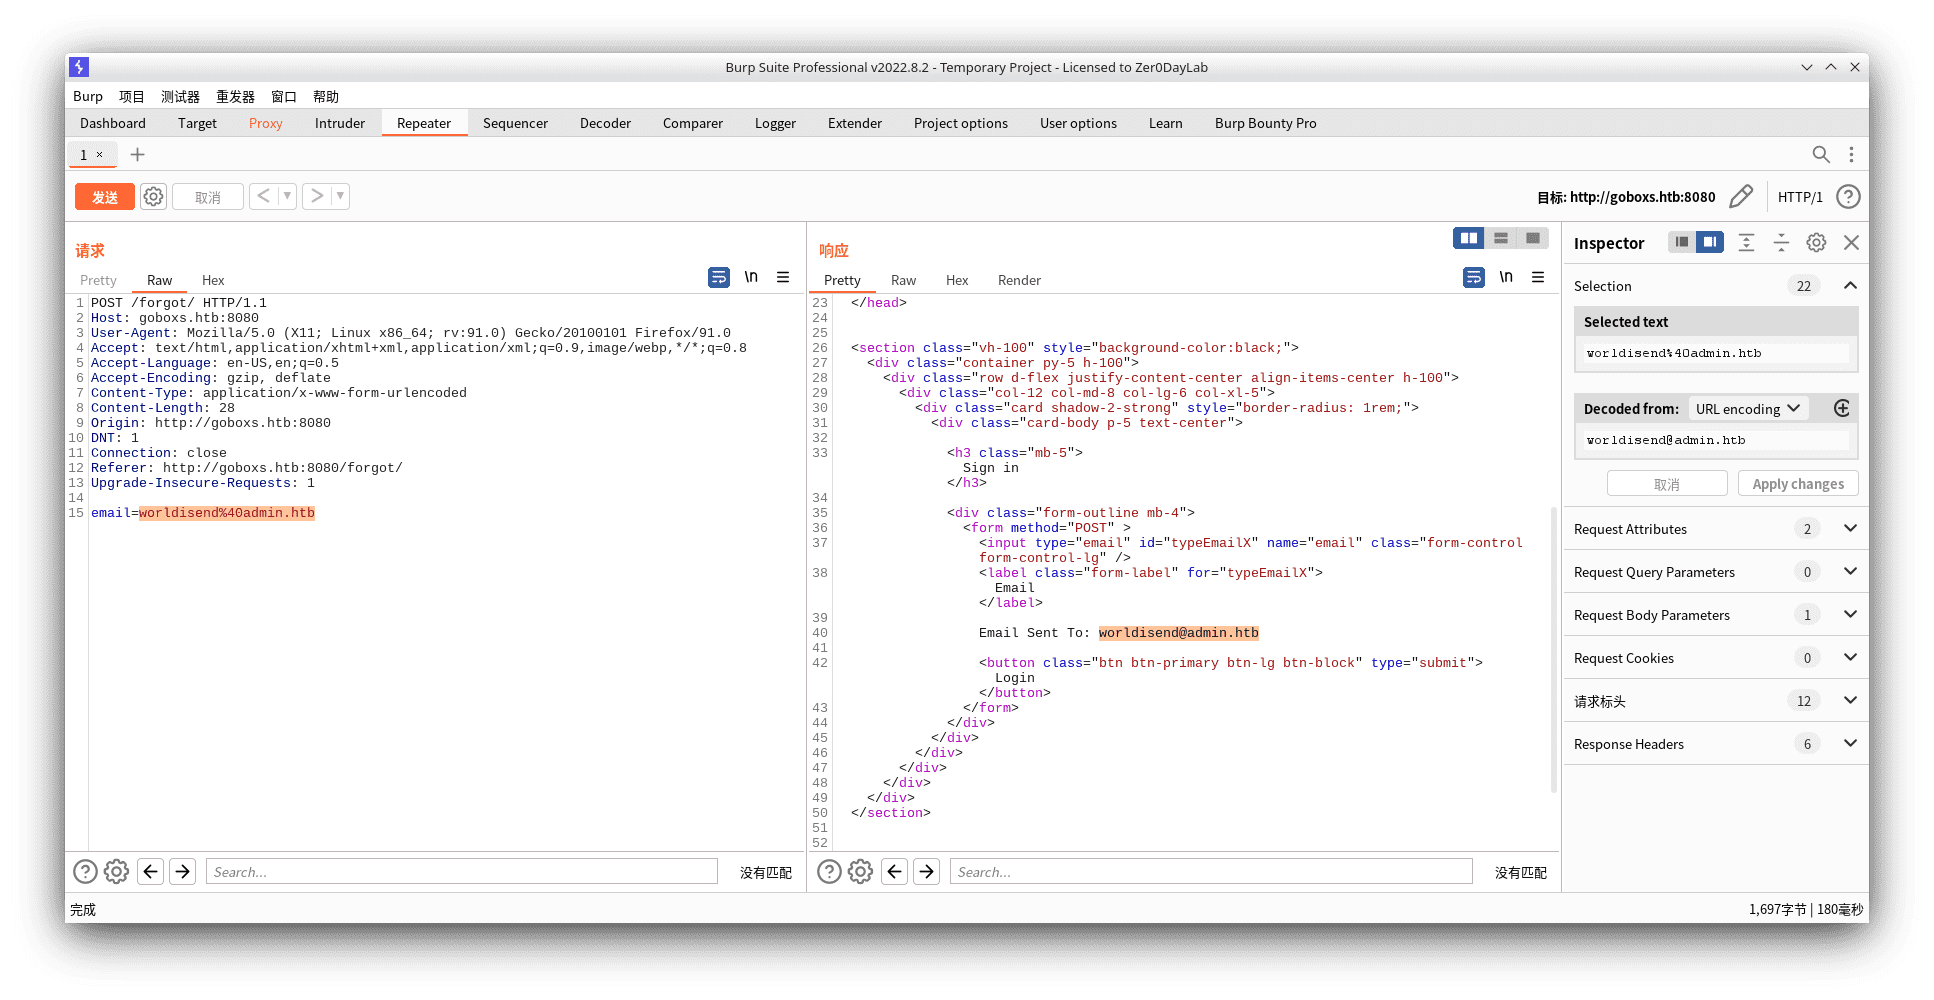 Burp Suite Professional v2022.8.2 - Temporary Project - Licensed to Zer0DayLab
Burp 项目 测试器 重发器 窗口 帮助
Dashboard Target Proxy Intruder Repeater Sequencer Decoder Comparer Logger Extender Project options User options Learn Burp Bounty Pro
1 ×
发送 取消 < > 目标: http://goboxs.htb:8080 HTTP/1
请求
Pretty Raw Hex \n
1 POST /forgot/ HTTP/1.1
2 Host: goboxs.htb:8080
3 User-Agent: Mozilla/5.0 (X11; Linux x86_64; rv:91.0) Gecko/20100101 Firefox/91.0
4 Accept: text/html,application/xhtml+xml,application/xml;q=0.9,image/webp,*/*;q=0.8
5 Accept-Language: en-US,en;q=0.5
6 Accept-Encoding: gzip, deflate
7 Content-Type: application/x-www-form-urlencoded
8 Content-Length: 28
9 Origin: http://goboxs.htb:8080
10 DNT: 1
11 Connection: close
12 Referer: http://goboxs.htb:8080/forgot/
13 Upgrade-Insecure-Requests: 1
14
15 email=worldisend%40admin.htb
Search...
没有匹配
响应
Pretty Raw Hex Render \n
23 </head>
24
25
26 <section class="vh-100" style="background-color:black;">
27 <div class="container py-5 h-100">
28 <div class="row d-flex justify-content-center align-items-center h-100">
29 <div class="col-12 col-md-8 col-lg-6 col-xl-5">
30 <div class="card shadow-2-strong" style="border-radius: 1rem;">
31 <div class="card-body p-5 text-center">
32
33 <h3 class="mb-5">
Sign in
</h3>
34
35 <div class="form-outline mb-4">
36 <form method="POST" >
37 <input type="email" id="typeEmailX" name="email" class="form-control
form-control-lg" />
38 <label class="form-label" for="typeEmailX">
Email
</label>
39
40 Email Sent To: worldisend@admin.htb
41
42 <button class="btn btn-primary btn-lg btn-block" type="submit">
Login
</button>
43 </form>
44 </div>
45 </div>
46 </div>
47 </div>
48 </div>
49 </div>
50 </section>
51
52
Search...
没有匹配
Inspector
Selection 22
Selected text
worldisend%40admin.htb
Decoded from: URL encoding
worldisend@admin.htb
取消 Apply changes
Request Attributes 2
Request Query Parameters 0
Request Body Parameters 1
Request Cookies 0
请求标头 12
Response Headers 6
完成
1,697字节 | 180毫秒